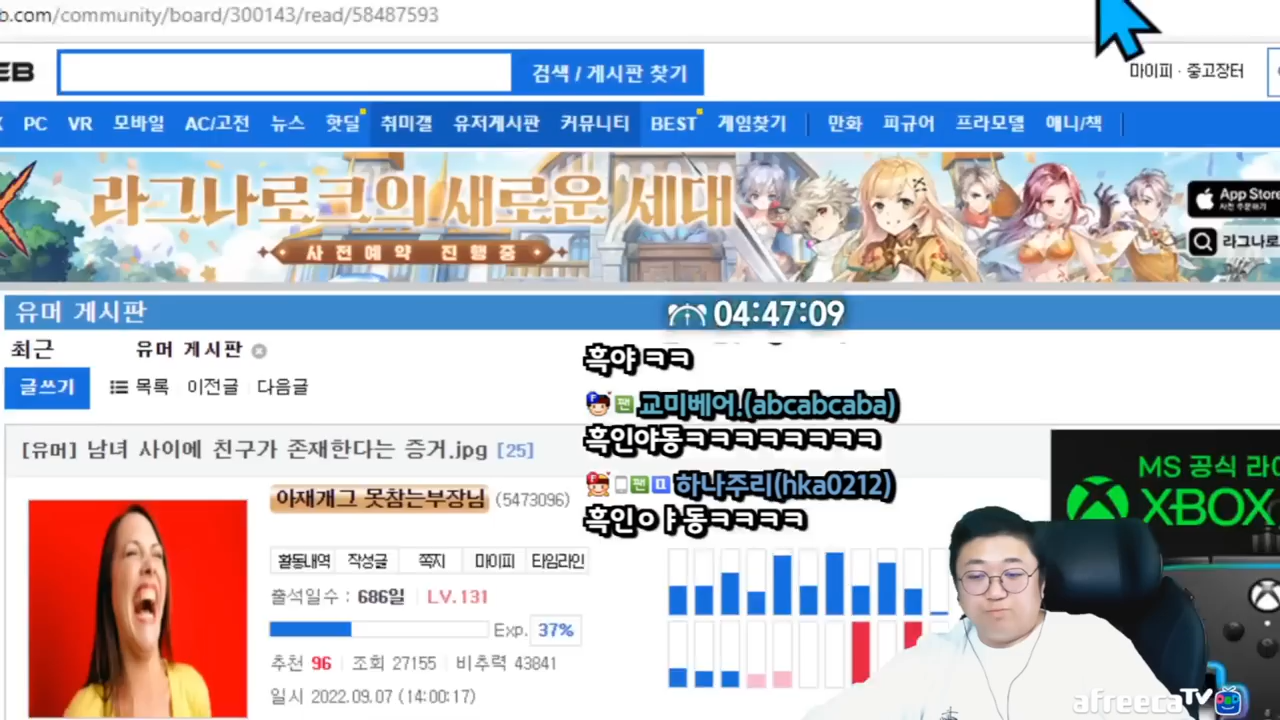 b.com/community/board/300143/read/58487593
EB
검색 / 게시판 찾기
마이피 · 중고장터
PC VR 모바일 AC/고전 뉴스 핫딜 취미갤 유저게시판 커뮤니티 BEST 게임찾기 만화 피규어 프라모델 애니/책
라그나로크의 새로운 세대
사전예약 진행중
App Store
사전 주문하기
라그나로
유머 게시판
04:47:09
최근 유머 게시판
흑야 ㅋㅋ
글쓰기 목록 이전글 다음글
팬 교미베어.(abcabcaba)
흑인야동ㅋㅋㅋㅋㅋㅋㅋㅋ
[유머] 남녀 사이에 친구가 존재한다는 증거.jpg [25]
MS 공식 라이
XBOX
팬 하나주리(hka0212)
아재개그 못참는부장님 (5473096)
흑인ㅇㅑ동ㅋㅋㅋㅋ
활동내역 작성글 쪽지 마이피 타임라인
출석일수 : 686일 LV.131
Exp. 37%
추천 96 조회 27155 비추력 43841
일시 2022.09.07 (14:00:17)
afreecaTV